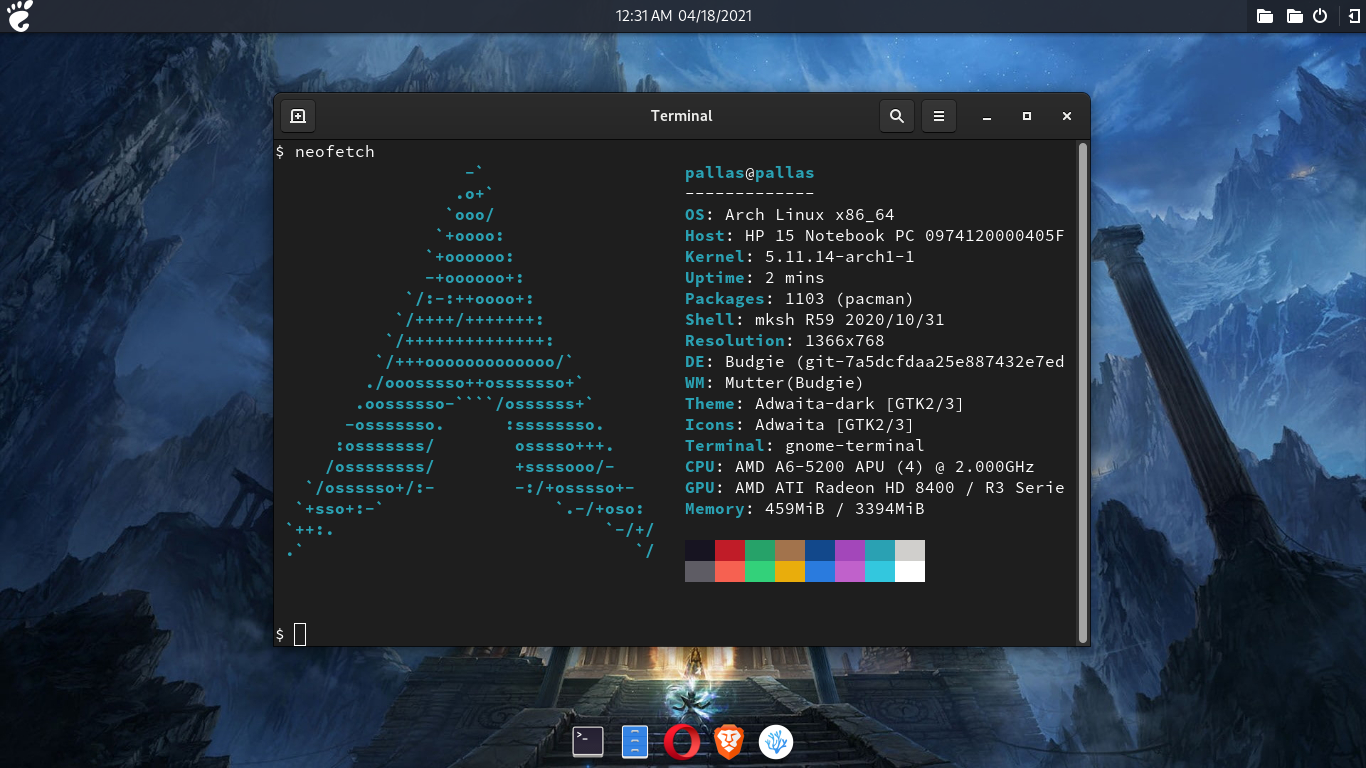 12:31 AM 04/18/2021
Terminal
$ neofetch
-`
.o+`
`ooo/
`+oooo:
`+oooooo:
-+oooooo+:
`/:-:++oooo+:
`/++++/+++++++:
`/++++++++++++++:
`/+++ooooooooooooo/`
./ooosssso++osssssso+`
.oossssso-````/ossssss+`
-osssssso.      :ssssssso.
:osssssss/        osssso+++.
/ossssssss/        +ssssooo/-
`/ossssso+/:-        -:/+osssso+-
`+sso+:-`                 `.-/+oso:
`++:.                           `-/+/
.`                                 `/
pallas@pallas
-------------
OS: Arch Linux x86_64
Host: HP 15 Notebook PC 0974120000405F
Kernel: 5.11.14-arch1-1
Uptime: 2 mins
Packages: 1103 (pacman)
Shell: mksh R59 2020/10/31
Resolution: 1366x768
DE: Budgie (git-7a5dcfdaa25e887432e7ed
WM: Mutter(Budgie)
Theme: Adwaita-dark [GTK2/3]
Icons: Adwaita [GTK2/3]
Terminal: gnome-terminal
CPU: AMD A6-5200 APU (4) @ 2.000GHz
GPU: AMD ATI Radeon HD 8400 / R3 Serie
Memory: 459MiB / 3394MiB
$
>_